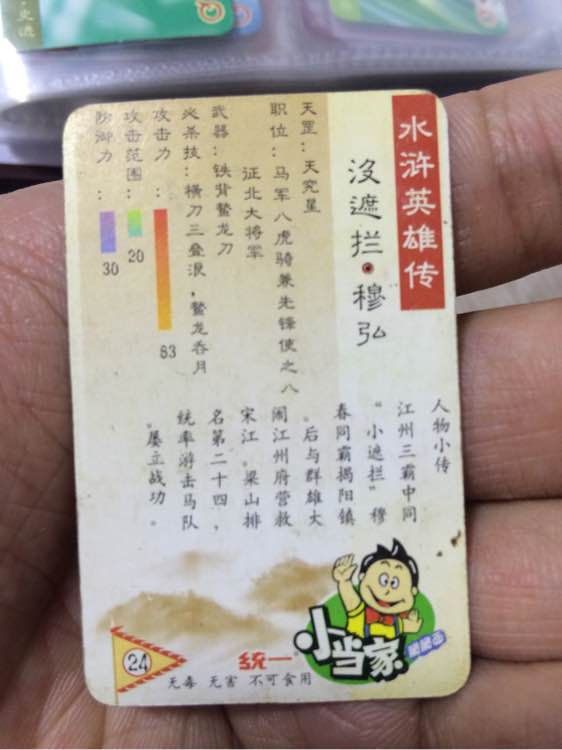 水浒英雄传
没遮拦·穆弘
天罡：天究星
职位：马军八虎骑兼先锋使之八
征北大将军
武器：铁背鳌龙刀
必杀技：横刀三叠浪，鳌龙吞月
攻击力：83
攻击范围：20
防御力：30
人物小传
江州三霸中同
“小遮拦”穆
春同霸揭阳镇
。后与群雄大
闹江州府营救
宋江。梁山排
名第二十四，
统率游击马队
，屡立战功。
24
统一
小当家
脆脆面
无毒 无害 不可食用